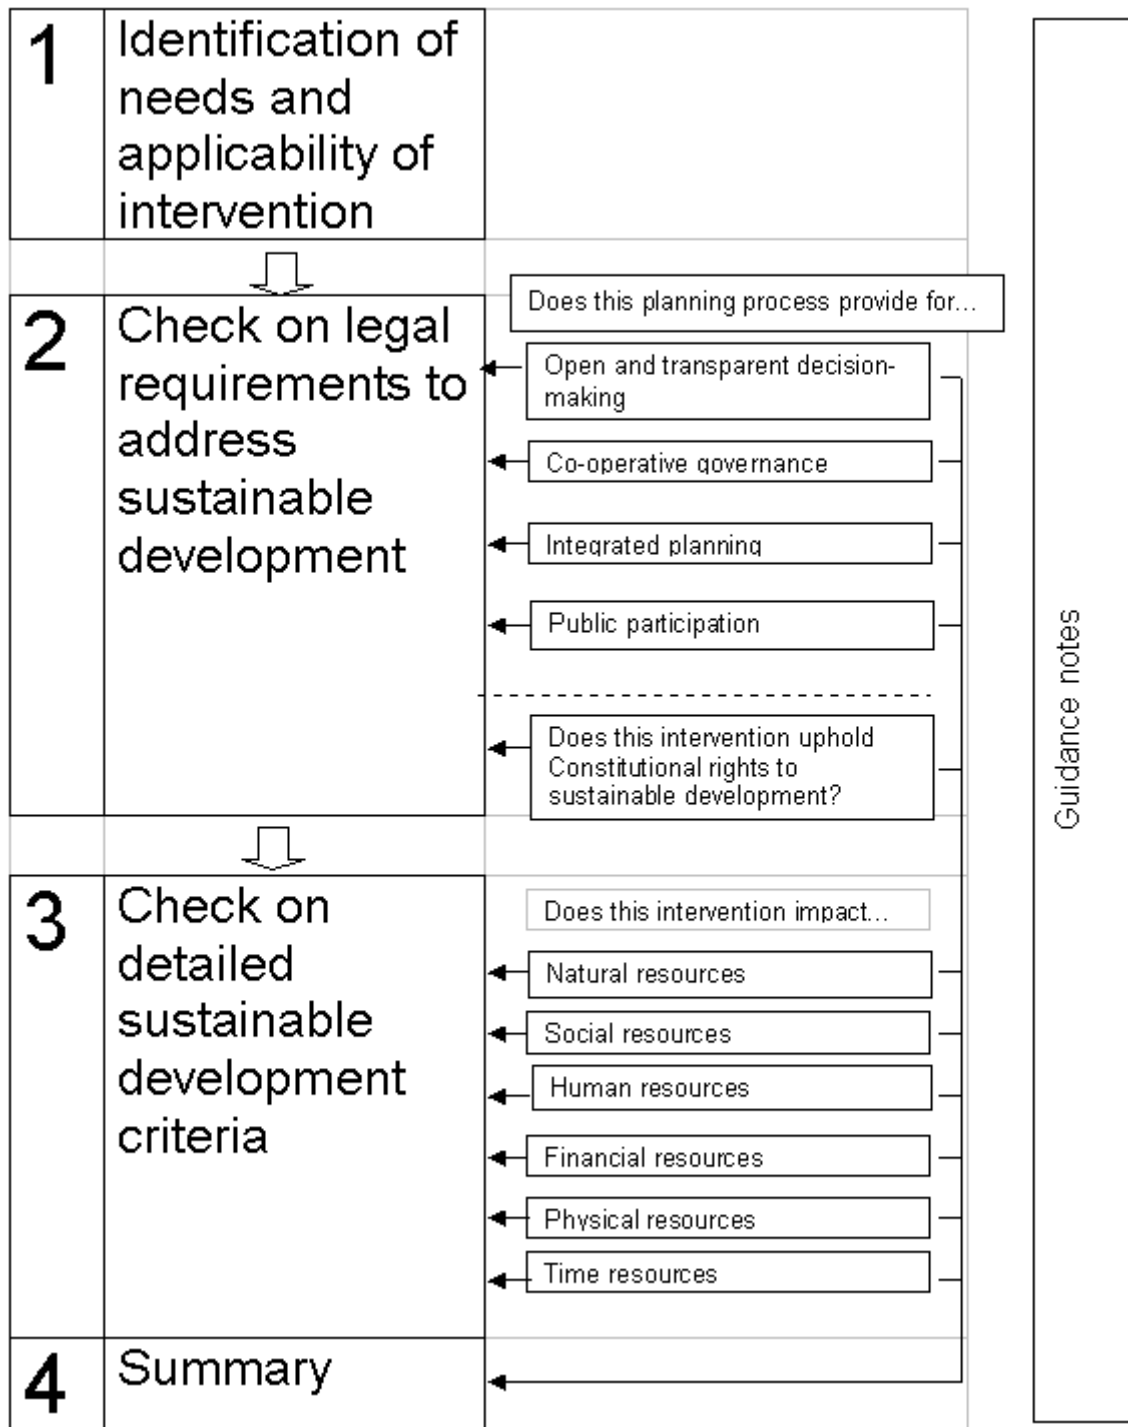 1
Identification of
needs and
applicability of
intervention
2
Check on legal
requirements to
address
sustainable
development
Does this planning process provide for...
Open and transparent decision-
making
Co-operative governance
Integrated planning
Public participation
Does this intervention uphold
Constitutional rights to
sustainable development?
3
Check on
detailed
sustainable
development
criteria
Does this intervention impact...
Natural resources
Social resources
Human resources
Financial resources
Physical resources
Time resources
4
Summary
Guidance notes